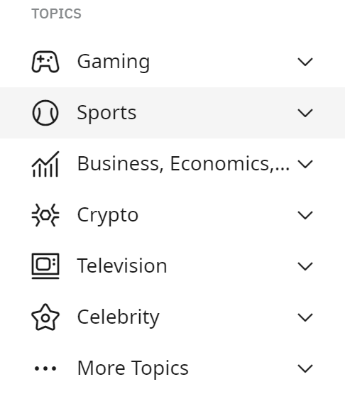 TOPICS
Gaming
Sports
Business, Economics,...
Crypto
Television
Celebrity
More Topics